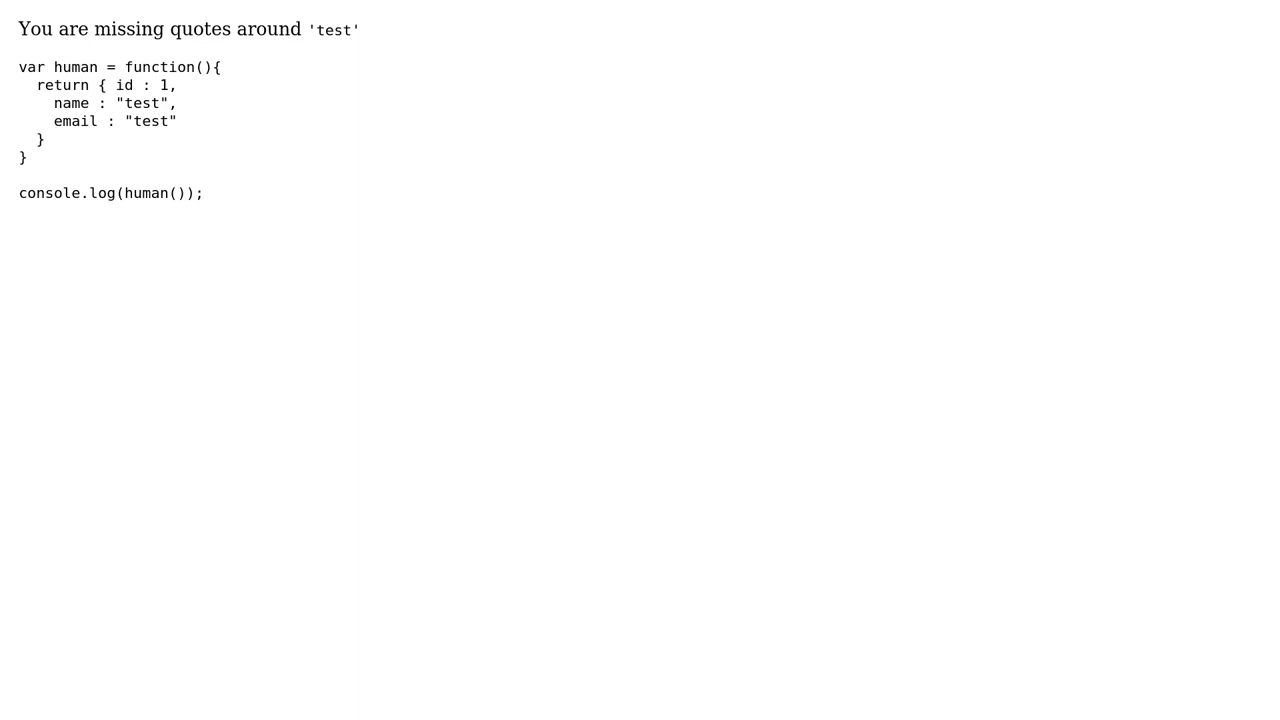 You are missing quotes around 'test'
var human = function(){
  return { id : 1,
    name : "test",
    email : "test"
  }
}
console.log(human());